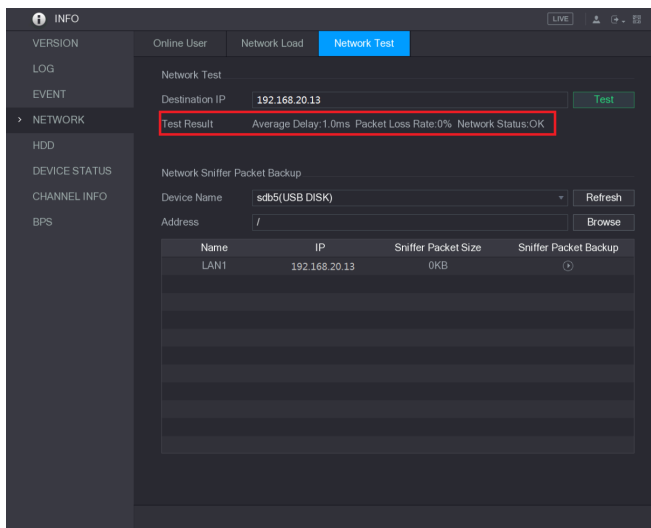 INFO
LIVE
VERSION
LOG
EVENT
NETWORK
HDD
DEVICE STATUS
CHANNEL INFO
BPS
Online User Network Load Network Test
Network Test
Destination IP 192.168.20.13 Test
Test Result Average Delay:1.0ms Packet Loss Rate:0% Network Status:OK
Network Sniffer Packet Backup
Device Name sdb5(USB DISK) Refresh
Address / Browse
Name IP Sniffer Packet Size Sniffer Packet Backup
LAN1 192.168.20.13 0KB